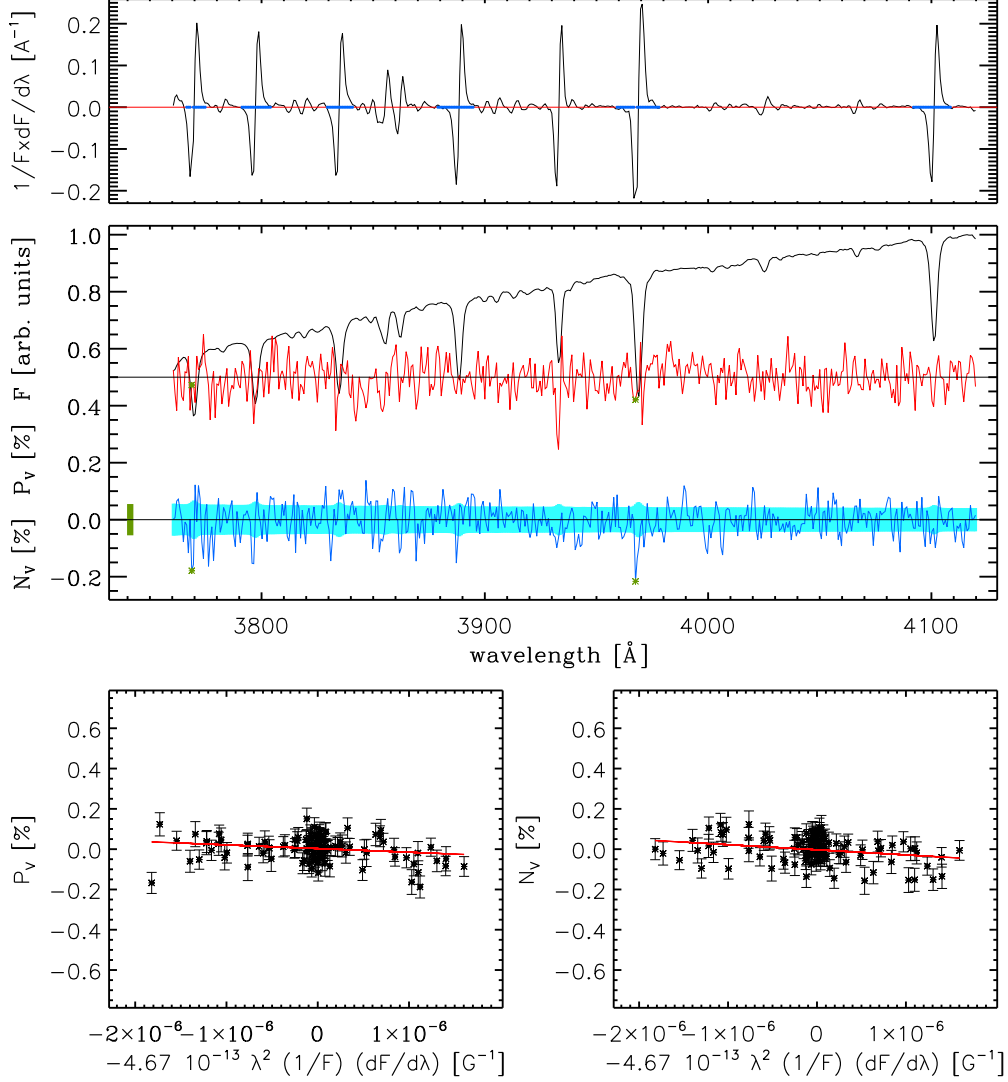 1/F×dF/dλ [A⁻¹]
0.2
0.1
0.0
−0.1
−0.2
N_V [%] P_V [%] F [arb. units]
1.0
0.8
0.6
0.4
0.2
0.0
−0.2
3800 3900 4000 4100
wavelength [Å]
P_V [%]
0.6
0.4
0.2
0.0
−0.2
−0.4
−0.6
−2×10⁻⁶ −1×10⁻⁶ 0 1×10⁻⁶
−4.67 10⁻¹³ λ² (1/F) (dF/dλ) [G⁻¹]
N_V [%]
0.6
0.4
0.2
0.0
−0.2
−0.4
−0.6
−2×10⁻⁶ −1×10⁻⁶ 0 1×10⁻⁶
−4.67 10⁻¹³ λ² (1/F) (dF/dλ) [G⁻¹]